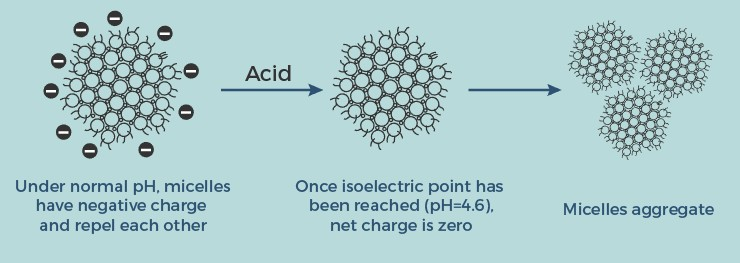 Acid
Under normal pH, micelles
have negative charge
and repel each other
Once isoelectric point has
been reached (pH=4.6),
net charge is zero
Micelles aggregate